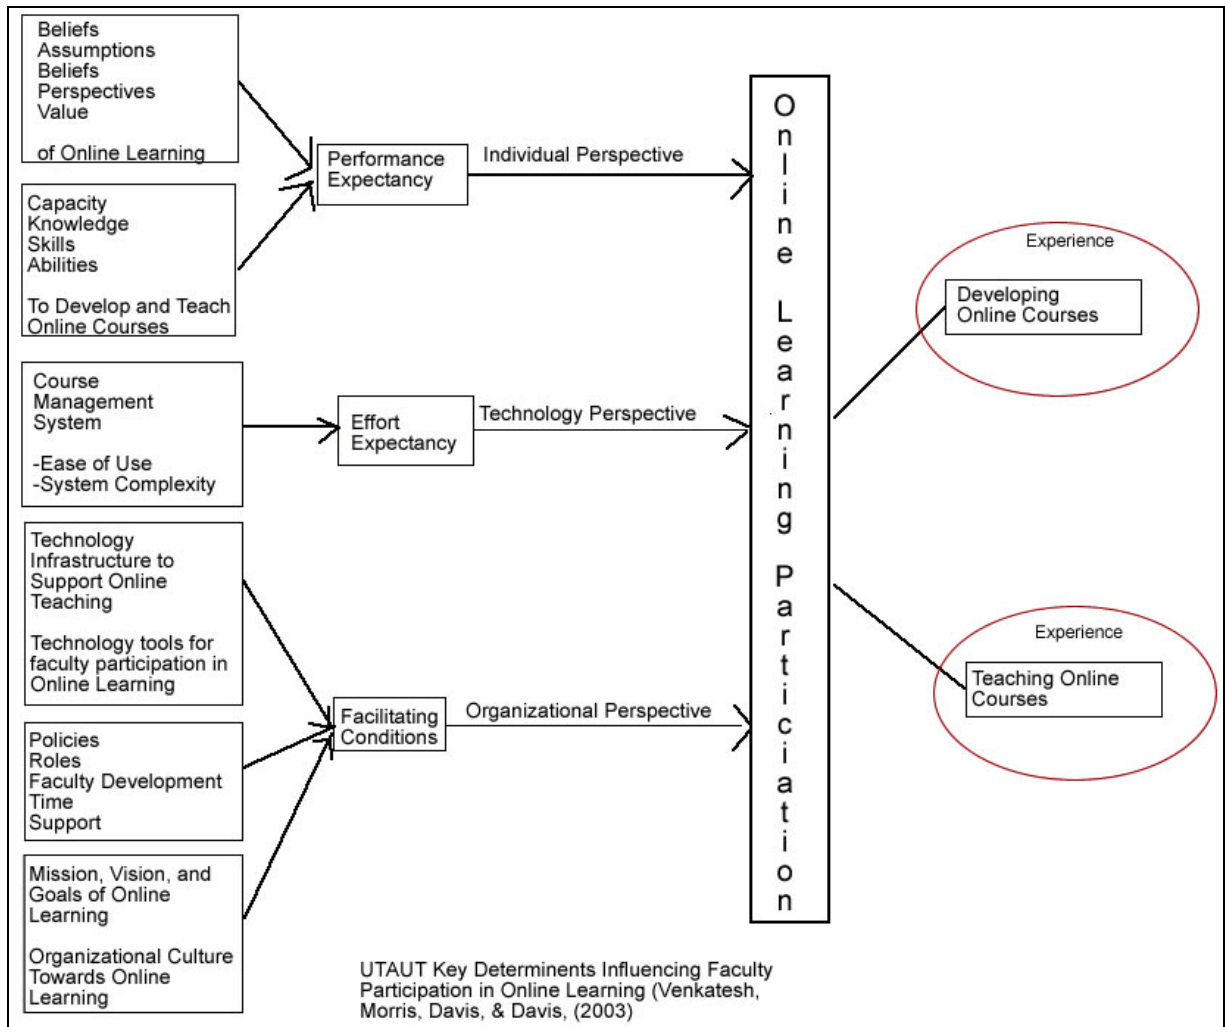 Beliefs
Assumptions
Beliefs
Perspectives
Value
of Online Learning
Capacity
Knowledge
Skills
Abilities
To Develop and Teach
Online Courses
Course
Management
System
-Ease of Use
-System Complexity
Technology
Infrastructure to
Support Online
Teaching
Technology tools for
faculty participation in
Online Learning
Policies
Roles
Faculty Development
Time
Support
Mission, Vision, and
Goals of Online
Learning
Organizational Culture
Towards Online
Learning
Performance
Expectancy
Individual Perspective
Effort
Expectancy
Technology Perspective
Facilitating
Conditions
Organizational Perspective
Online Learning Participation
Experience
Developing
Online Courses
Experience
Teaching Online
Courses
UTAUT Key Determinents Influencing Faculty
Participation in Online Learning (Venkatesh,
Morris, Davis, & Davis, (2003)